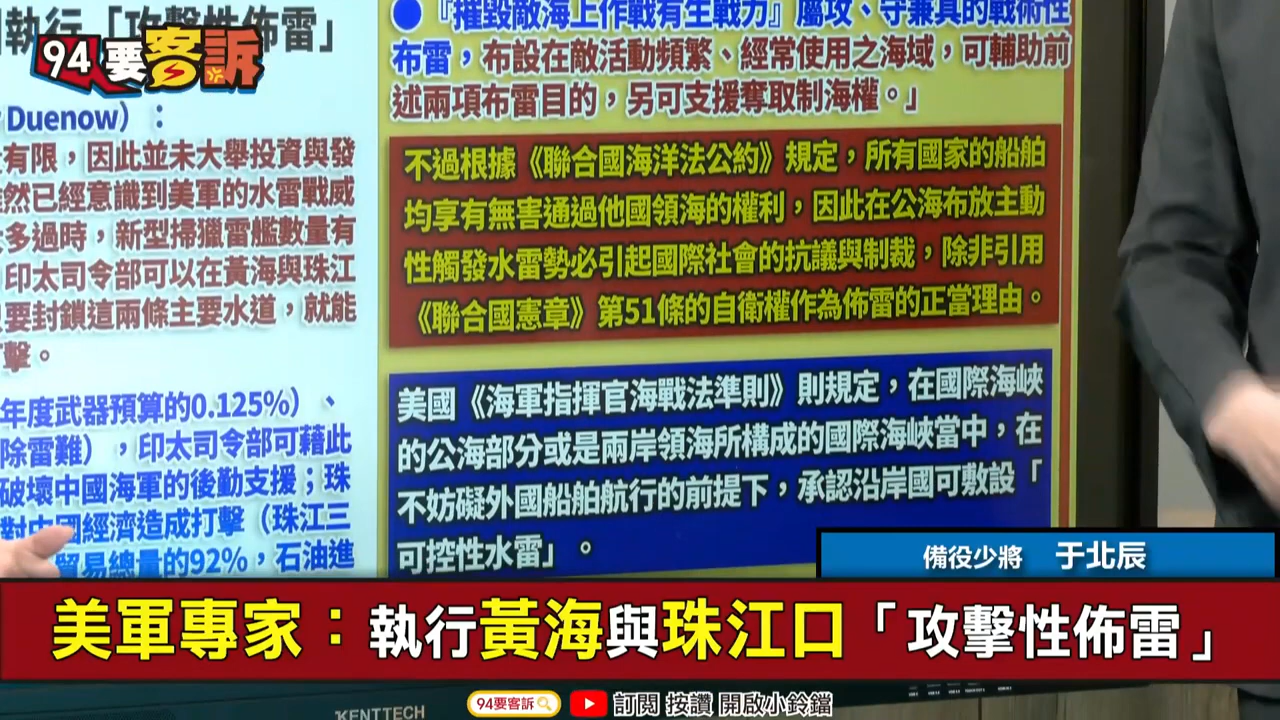 94要客訴
執行「攻擊性佈雷」
Duenow）：
有限，因此並未大舉投資與發
然已經意識到美軍的水雷戰威
多過時，新型掃獵雷艦數量有
印太司令部可以在黃海與珠江
要封鎖這兩條主要水道，就能
擊。
年度武器預算的0.125%）、
除雷難），印太司令部可藉此
破壞中國海軍的後勤支援；珠
對中國經濟造成打擊（珠江三
貿易總量的92%，石油進
●『摧毀敵海上作戰有生戰力』屬攻、守兼具的戰術性
布雷，布設在敵活動頻繁、經常使用之海域，可輔助前
述兩項布雷目的，另可支援奪取制海權。」
不過根據《聯合國海洋法公約》規定，所有國家的船舶
均享有無害通過他國領海的權利，因此在公海布放主動
性觸發水雷勢必引起國際社會的抗議與制裁，除非引用
《聯合國憲章》第51條的自衛權作為佈雷的正當理由。
美國《海軍指揮官海戰法準則》則規定，在國際海峽
的公海部分或是兩岸領海所構成的國際海峽當中，在
不妨礙外國船舶航行的前提下，承認沿岸國可敷設「
可控性水雷」。
備役少將 于北辰
美軍專家：執行黃海與珠江口「攻擊性佈雷」
KENTTECH
94要客訴 訂閱 按讚 開啟小鈴鐺